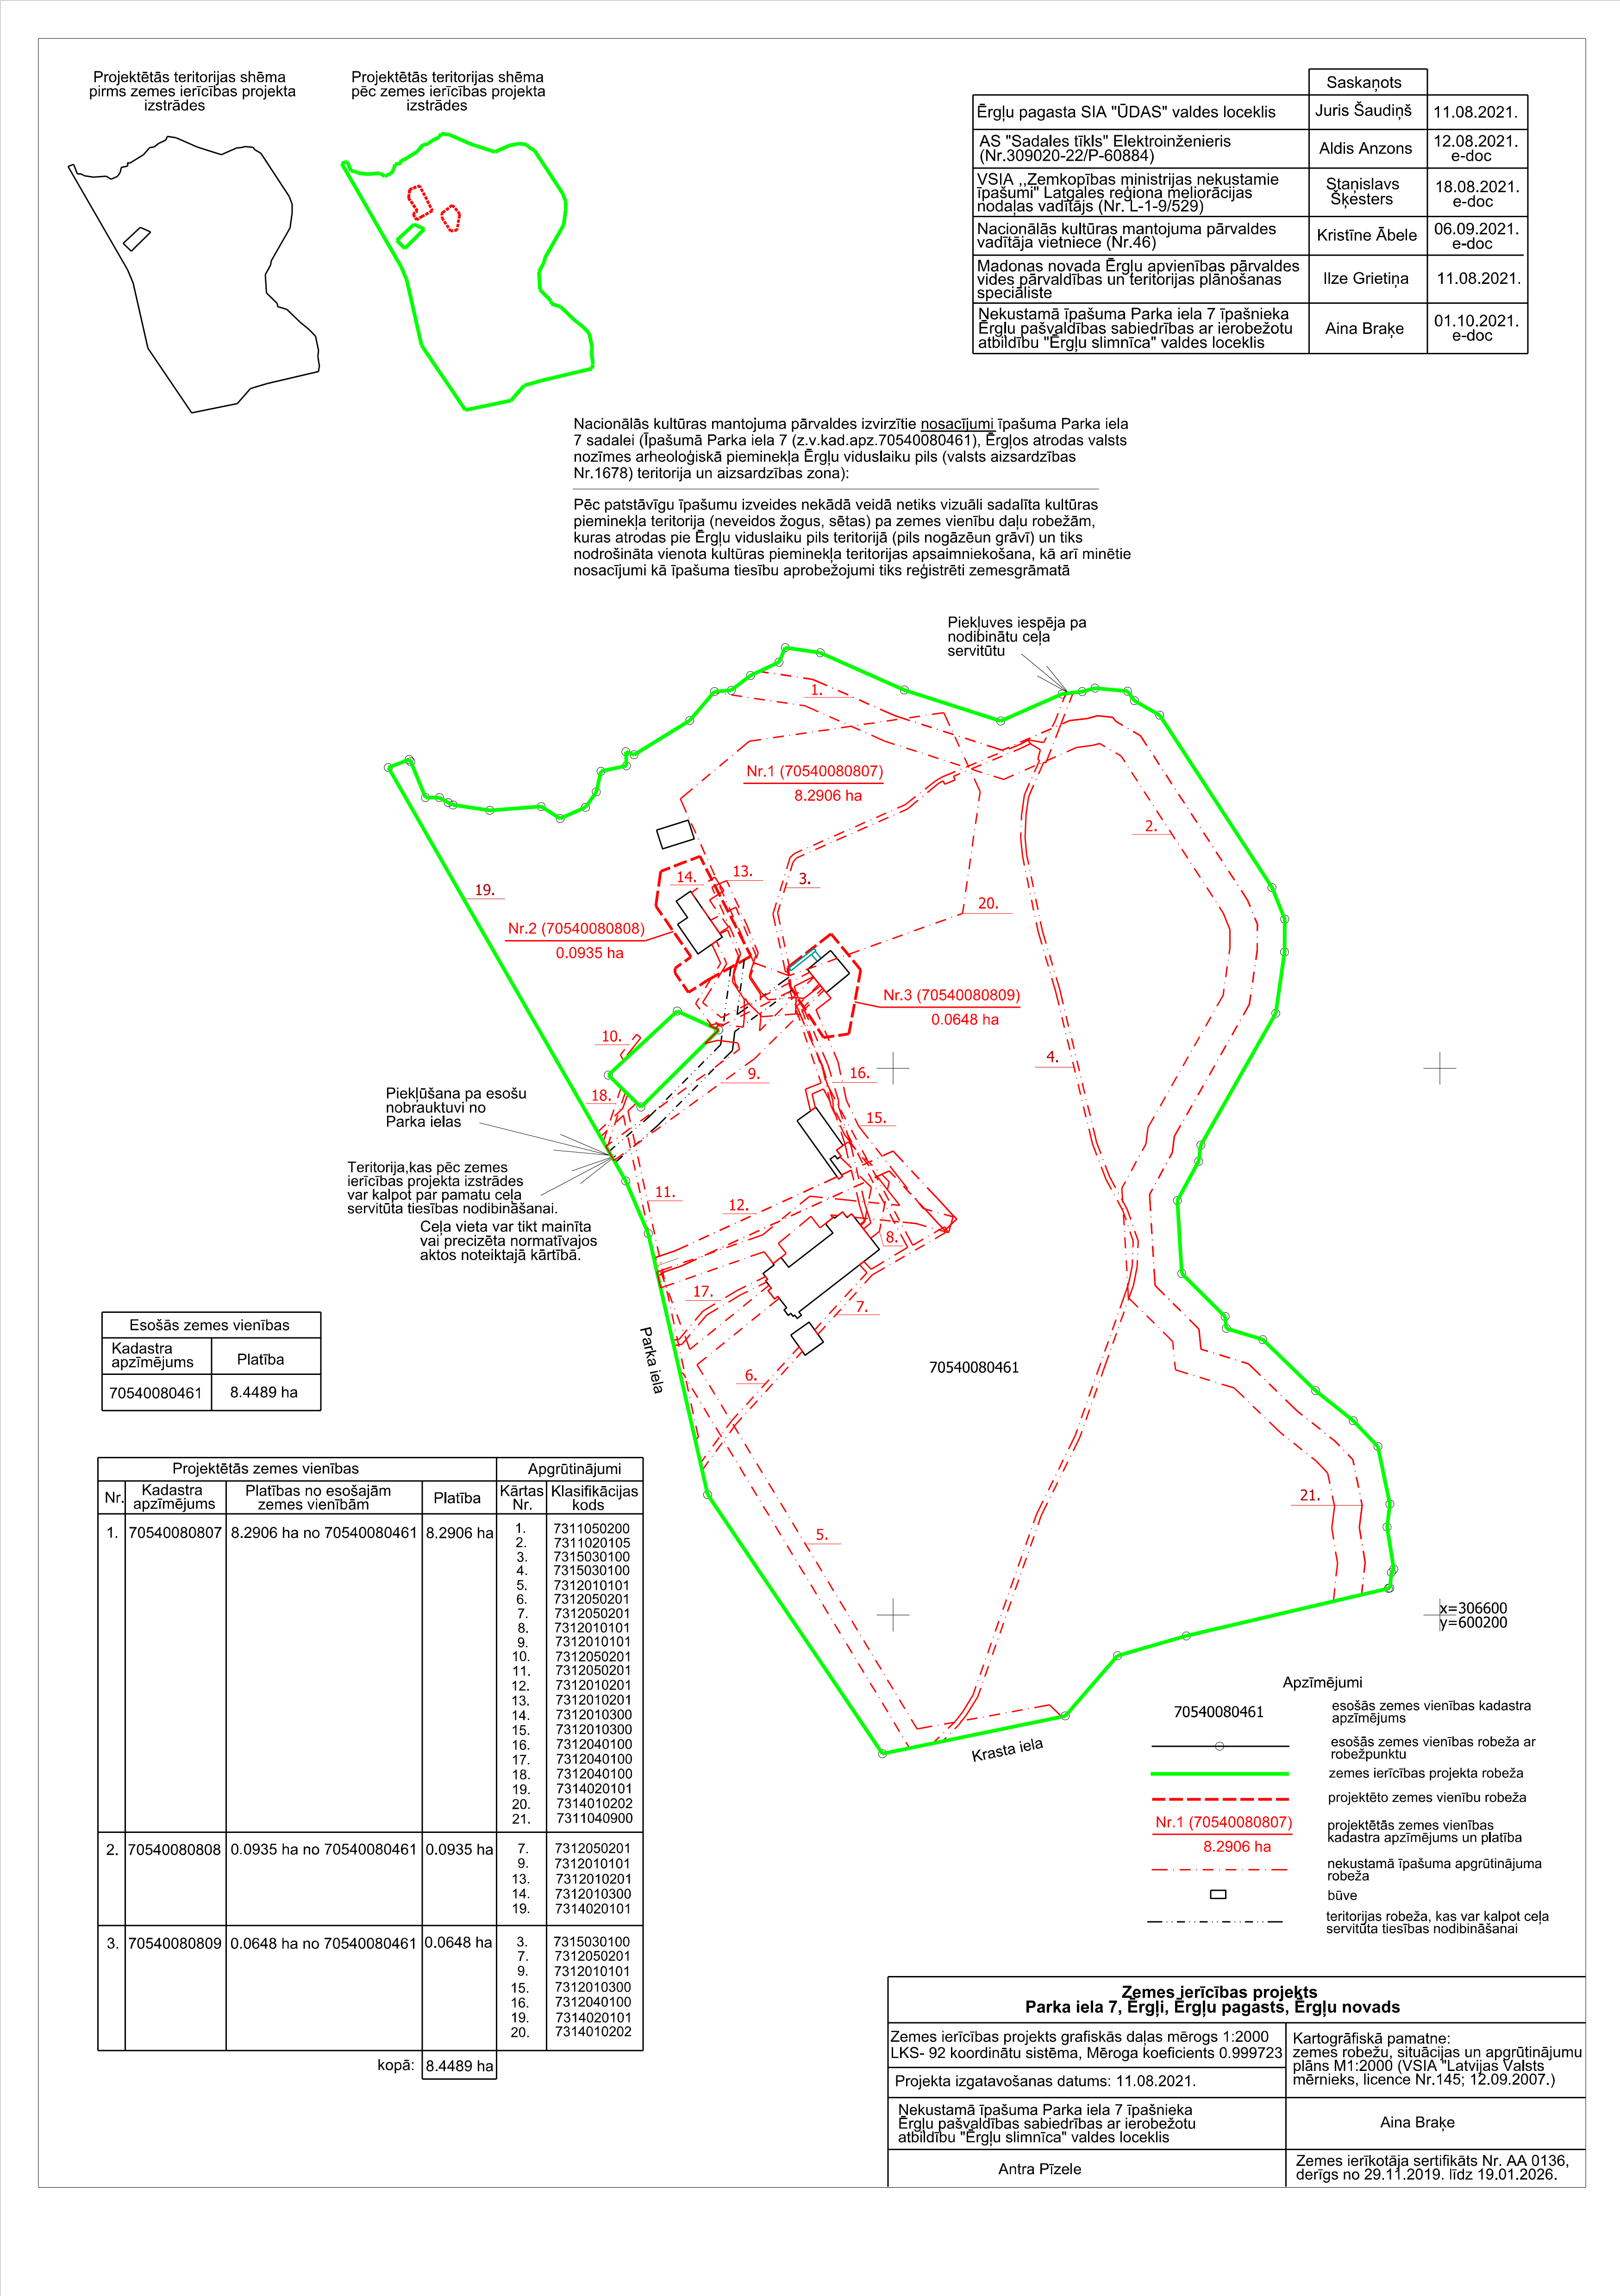 Projektētās teritorijas shēma
pirms zemes ierīcības projekta
izstrādes
Projektētās teritorijas shēma
pēc zemes ierīcības projekta
izstrādes
Saskaņots
Ērgļu pagasta SIA "ŪDAS" valdes loceklis
Juris Šaudiņš
11.08.2021.
AS "Sadales tīkls" Elektroinženieris
(Nr.309020-22/P-60884)
Aldis Anzons
12.08.2021.
e-doc
VSIA ,,Zemkopības ministrijas nekustamie
īpašumi" Latgales reģiona meliorācijas
nodaļas vadītājs (Nr. L-1-9/529)
Staņislavs
Šķesters
18.08.2021.
e-doc
Nacionālās kultūras mantojuma pārvaldes
vadītāja vietniece (Nr.46)
Kristīne Ābele
06.09.2021.
e-doc
Madonas novada Ērgļu apvienības pārvaldes
vides pārvaldības un teritorijas plānošanas
speciāliste
Ilze Grietiņa
11.08.2021.
Nekustamā īpašuma Parka iela 7 īpašnieka
Ērgļu pašvaldības sabiedrības ar ierobežotu
atbildību "Ērgļu slimnīca" valdes loceklis
Aina Braķe
01.10.2021.
e-doc
Nacionālās kultūras mantojuma pārvaldes izvirzītie nosacījumi īpašuma Parka iela
7 sadalei (Īpašumā Parka iela 7 (z.v.kad.apz.70540080461), Ērgļos atrodas valsts
nozīmes arheoloģiskā pieminekļa Ērgļu viduslaiku pils (valsts aizsardzības
Nr.1678) teritorija un aizsardzības zona):
Pēc patstāvīgu īpašumu izveides nekādā veidā netiks vizuāli sadalīta kultūras
pieminekļa teritorija (neveidos žogus, sētas) pa zemes vienību daļu robežām,
kuras atrodas pie Ērgļu viduslaiku pils teritorijā (pils nogāzēun grāvī) un tiks
nodrošināta vienota kultūras pieminekļa teritorijas apsaimniekošana, kā arī minētie
nosacījumi kā īpašuma tiesību aprobežojumi tiks reģistrēti zemesgrāmatā
Piekļuves iespēja pa
nodibinātu ceļa
servitūtu
1.
Nr.1 (70540080807)
8.2906 ha
2.
13.
14.
3.
19.
20.
Nr.2 (70540080808)
0.0935 ha
Nr.3 (70540080809)
0.0648 ha
10.
4.
9.
16.
18.
15.
Piekļūšana pa esošu
nobrauktuvi no
Parka ielas
Teritorija,kas pēc zemes
ierīcības projekta izstrādes
var kalpot par pamatu ceļa
servitūta tiesības nodibināšanai.
Ceļa vieta var tikt mainīta
vai precizēta normatīvajos
aktos noteiktajā kārtībā.
11.
12.
8.
17.
7.
6.
Parka iela
70540080461
21.
5.
x=306600
y=600200
Krasta iela
Esošās zemes vienības
Kadastra
apzīmējums
Platība
70540080461
8.4489 ha
Projektētās zemes vienības
Apgrūtinājumi
Nr.
Kadastra
apzīmējums
Platības no esošajām
zemes vienībām
Platība
Kārtas
Nr.
Klasifikācijas
kods
1. 70540080807 8.2906 ha no 70540080461 8.2906 ha
1. 7311050200
2. 7311020105
3. 7315030100
4. 7315030100
5. 7312010101
6. 7312050201
7. 7312050201
8. 7312010101
9. 7312010101
10. 7312050201
11. 7312050201
12. 7312010201
13. 7312010201
14. 7312010300
15. 7312010300
16. 7312040100
17. 7312040100
18. 7312040100
19. 7314020101
20. 7314010202
21. 7311040900
2. 70540080808 0.0935 ha no 70540080461 0.0935 ha
7. 7312050201
9. 7312010101
13. 7312010201
14. 7312010300
19. 7314020101
3. 70540080809 0.0648 ha no 70540080461 0.0648 ha
3. 7315030100
7. 7312050201
9. 7312010101
15. 7312010300
16. 7312040100
19. 7314020101
20. 7314010202
kopā: 8.4489 ha
Apzīmējumi
70540080461
esošās zemes vienības kadastra
apzīmējums
esošās zemes vienības robeža ar
robežpunktu
zemes ierīcības projekta robeža
projektēto zemes vienību robeža
Nr.1 (70540080807)
8.2906 ha
projektētās zemes vienības
kadastra apzīmējums un platība
nekustamā īpašuma apgrūtinājuma
robeža
būve
teritorijas robeža, kas var kalpot ceļa
servitūta tiesības nodibināšanai
Zemes ierīcības projekts
Parka iela 7, Ērgļi, Ērgļu pagasts, Ērgļu novads
Zemes ierīcības projekts grafiskās daļas mērogs 1:2000
LKS- 92 koordinātu sistēma, Mēroga koeficients 0.999723
Projekta izgatavošanas datums: 11.08.2021.
Kartogrāfiskā pamatne:
zemes robežu, situācijas un apgrūtinājumu
plāns M1:2000 (VSIA "Latvijas Valsts
mērnieks, licence Nr.145; 12.09.2007.)
Nekustamā īpašuma Parka iela 7 īpašnieka
Ērgļu pašvaldības sabiedrības ar ierobežotu
atbildību "Ērgļu slimnīca" valdes loceklis
Aina Braķe
Antra Pīzele
Zemes ierīkotāja sertifikāts Nr. AA 0136,
derīgs no 29.11.2019. līdz 19.01.2026.